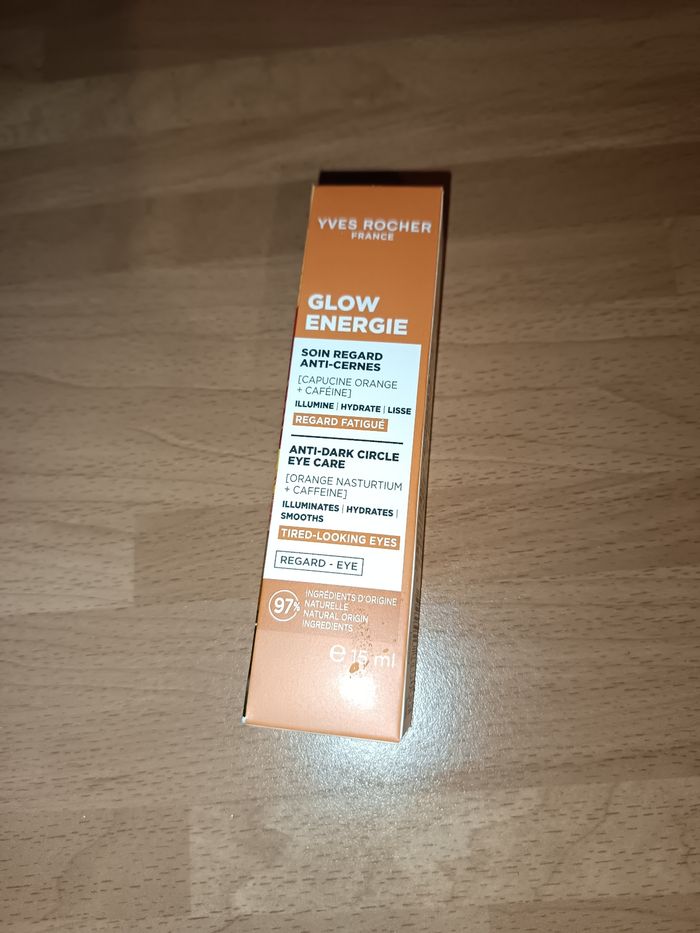 YVES ROCHER
FRANCE
GLOW
ENERGIE
SOIN REGARD
ANTI-CERNES
[CAPUCINE ORANGE
+ CAFÉINE]
ILLUMINE | HYDRATE | LISSE
REGARD FATIGUÉ
ANTI-DARK CIRCLE
EYE CARE
[ORANGE NASTURTIUM
+ CAFFEINE]
ILLUMINATES | HYDRATES |
SMOOTHS
TIRED-LOOKING EYES
REGARD - EYE
97%
INGRÉDIENTS D'ORIGINE
NATURELLE
NATURAL ORIGIN
INGREDIENTS
℮ 15 ml